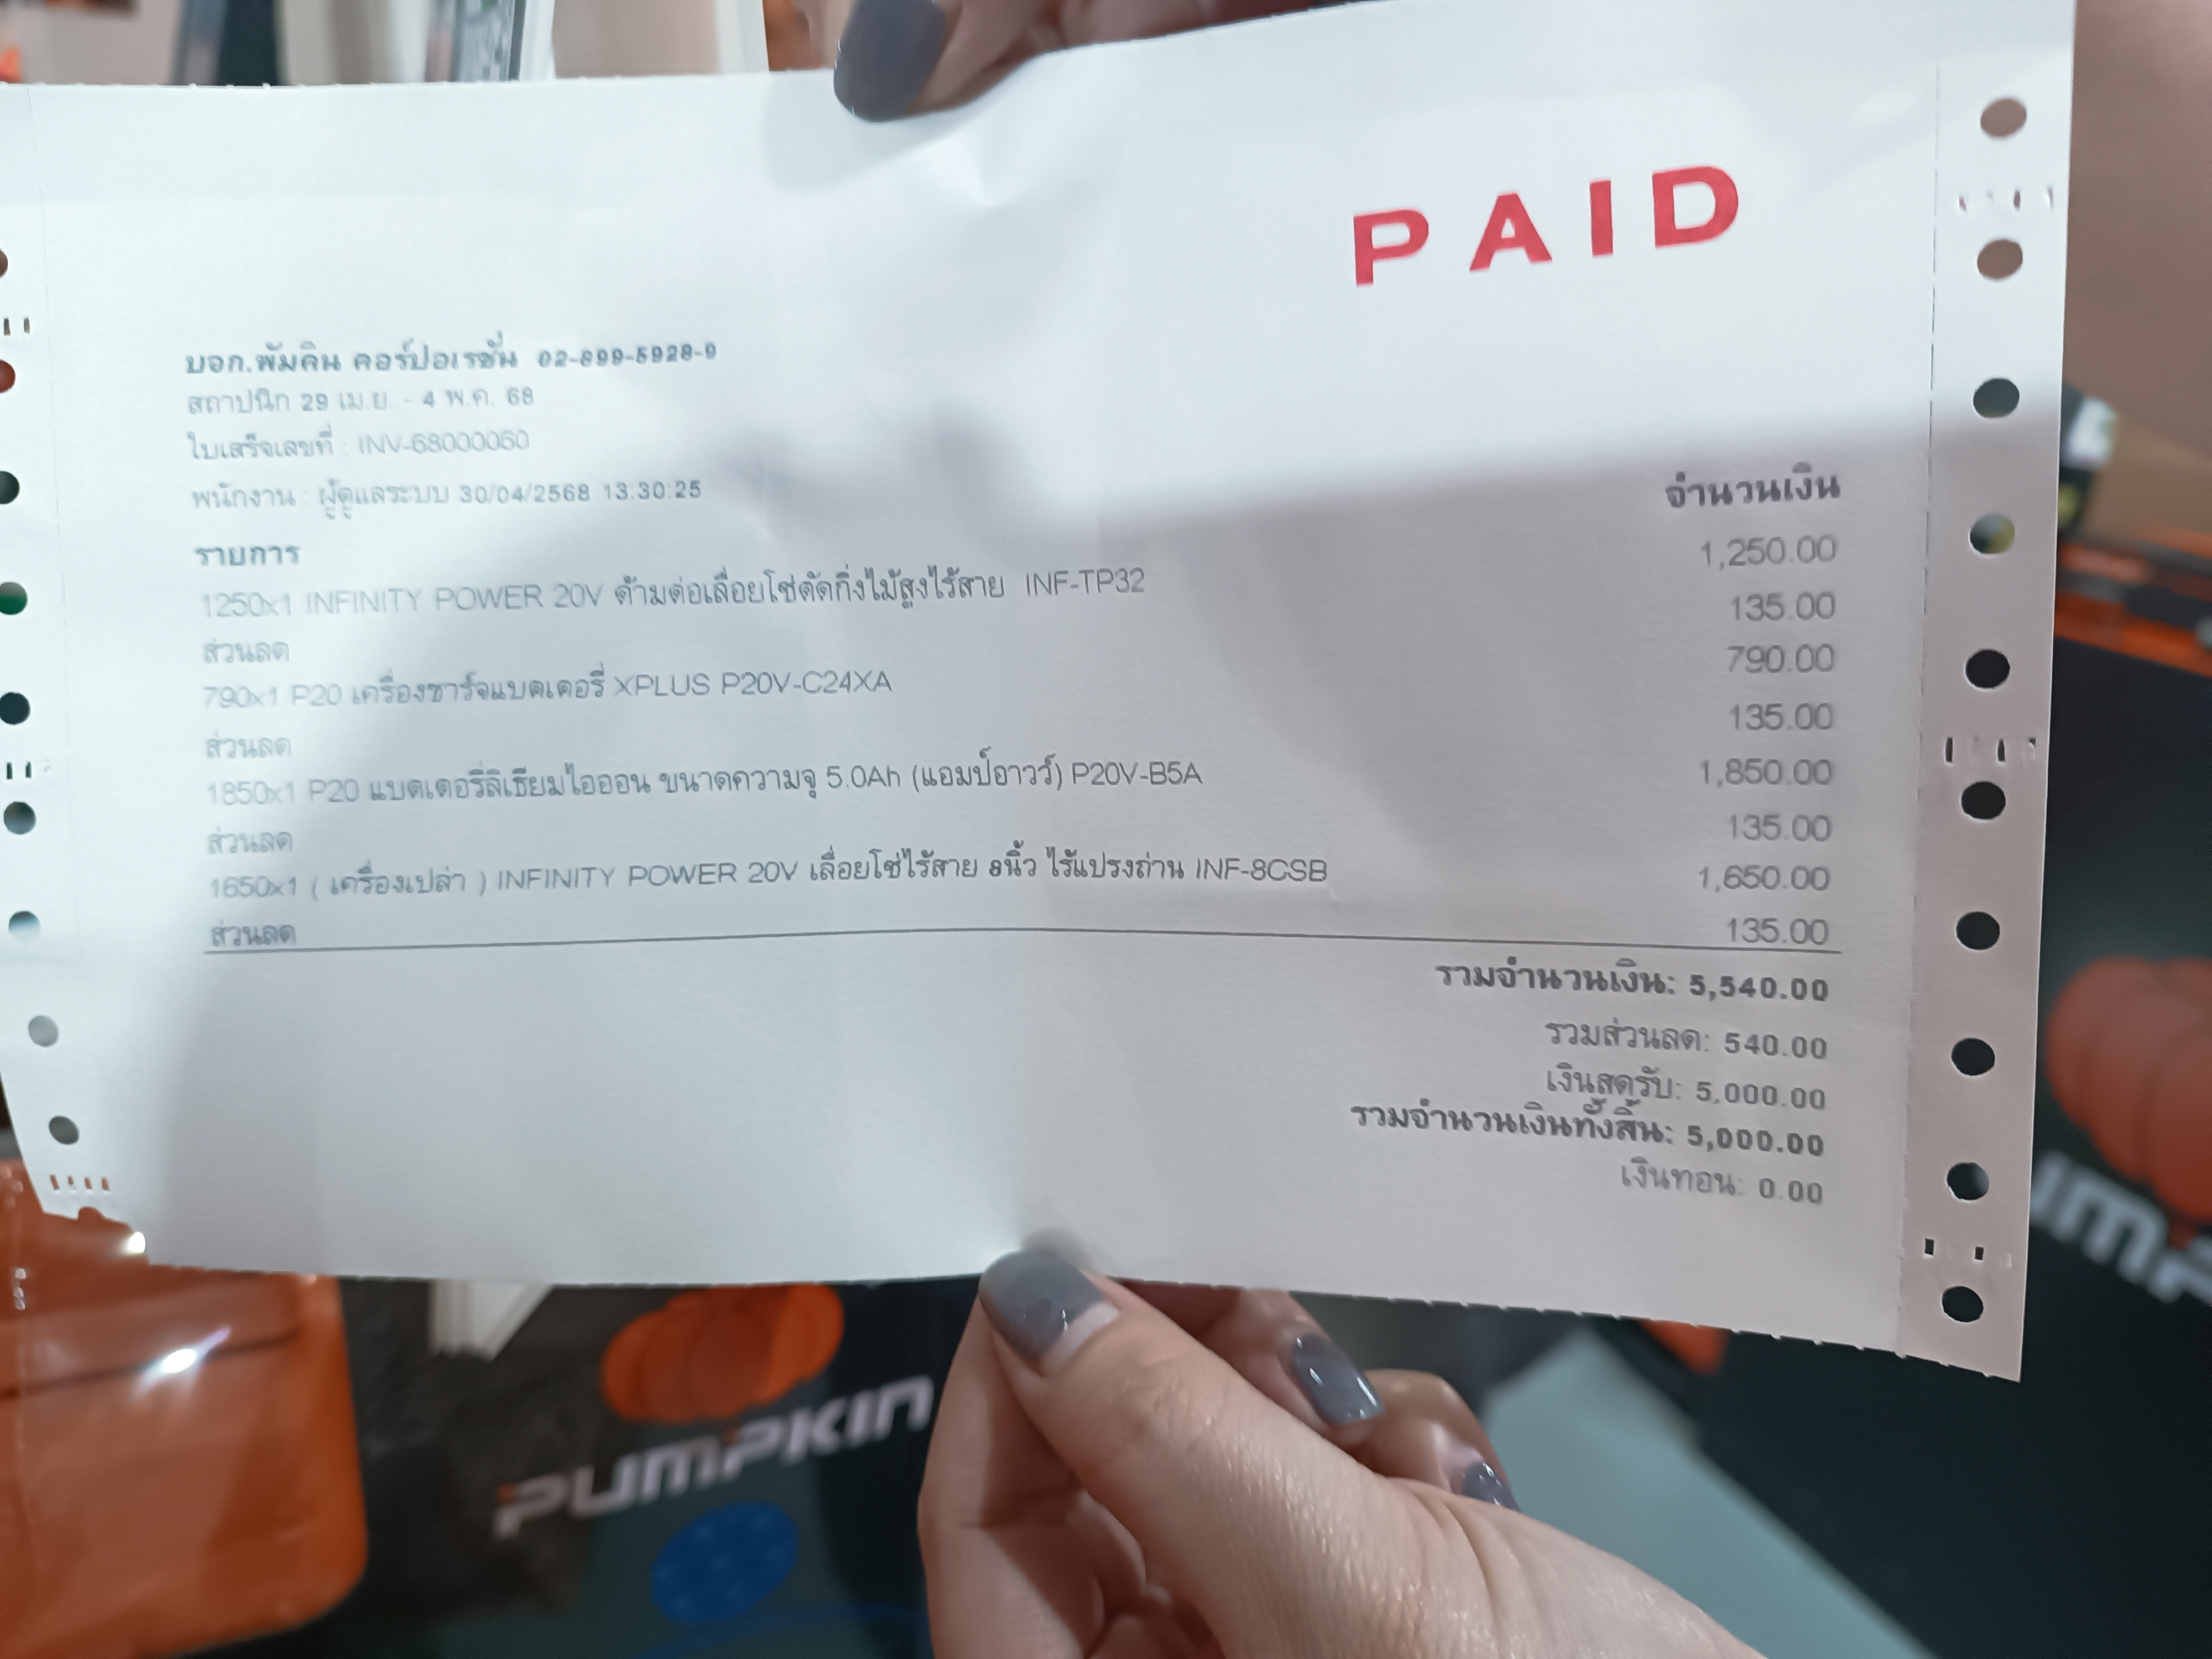 PAID
บจก.พัมคิน คอร์ปอเรชั่น 02-899-5928-9
สถาปนิก 29 เม.ย. - 4 พ.ค. 68
ใบเสร็จเลขที่ : INV-68000060
พนักงาน : ผู้ดูแลระบบ 30/04/2568 13:30:25
รายการ จำนวนเงิน
1250x1 INFINITY POWER 20V ด้ามต่อเลื่อยโซ่ตัดกิ่งไม้สูงไร้สาย INF-TP32 1,250.00
ส่วนลด 135.00
790x1 P20 เครื่องชาร์จแบตเตอรี่ XPLUS P20V-C24XA 790.00
ส่วนลด 135.00
1850x1 P20 แบตเตอรี่ลิเธียมไอออน ขนาดความจุ 5.0Ah (แอมป์อาวว์) P20V-B5A 1,850.00
ส่วนลด 135.00
1650x1 ( เครื่องเปล่า ) INFINITY POWER 20V เลื่อยโซ่ไร้สาย 8นิ้ว ไร้แปรงถ่าน INF-8CSB 1,650.00
ส่วนลด 135.00
รวมจำนวนเงิน: 5,540.00
รวมส่วนลด: 540.00
เงินสดรับ: 5,000.00
รวมจำนวนเงินทั้งสิ้น: 5,000.00
เงินทอน: 0.00
PUMPKIN
UMPK